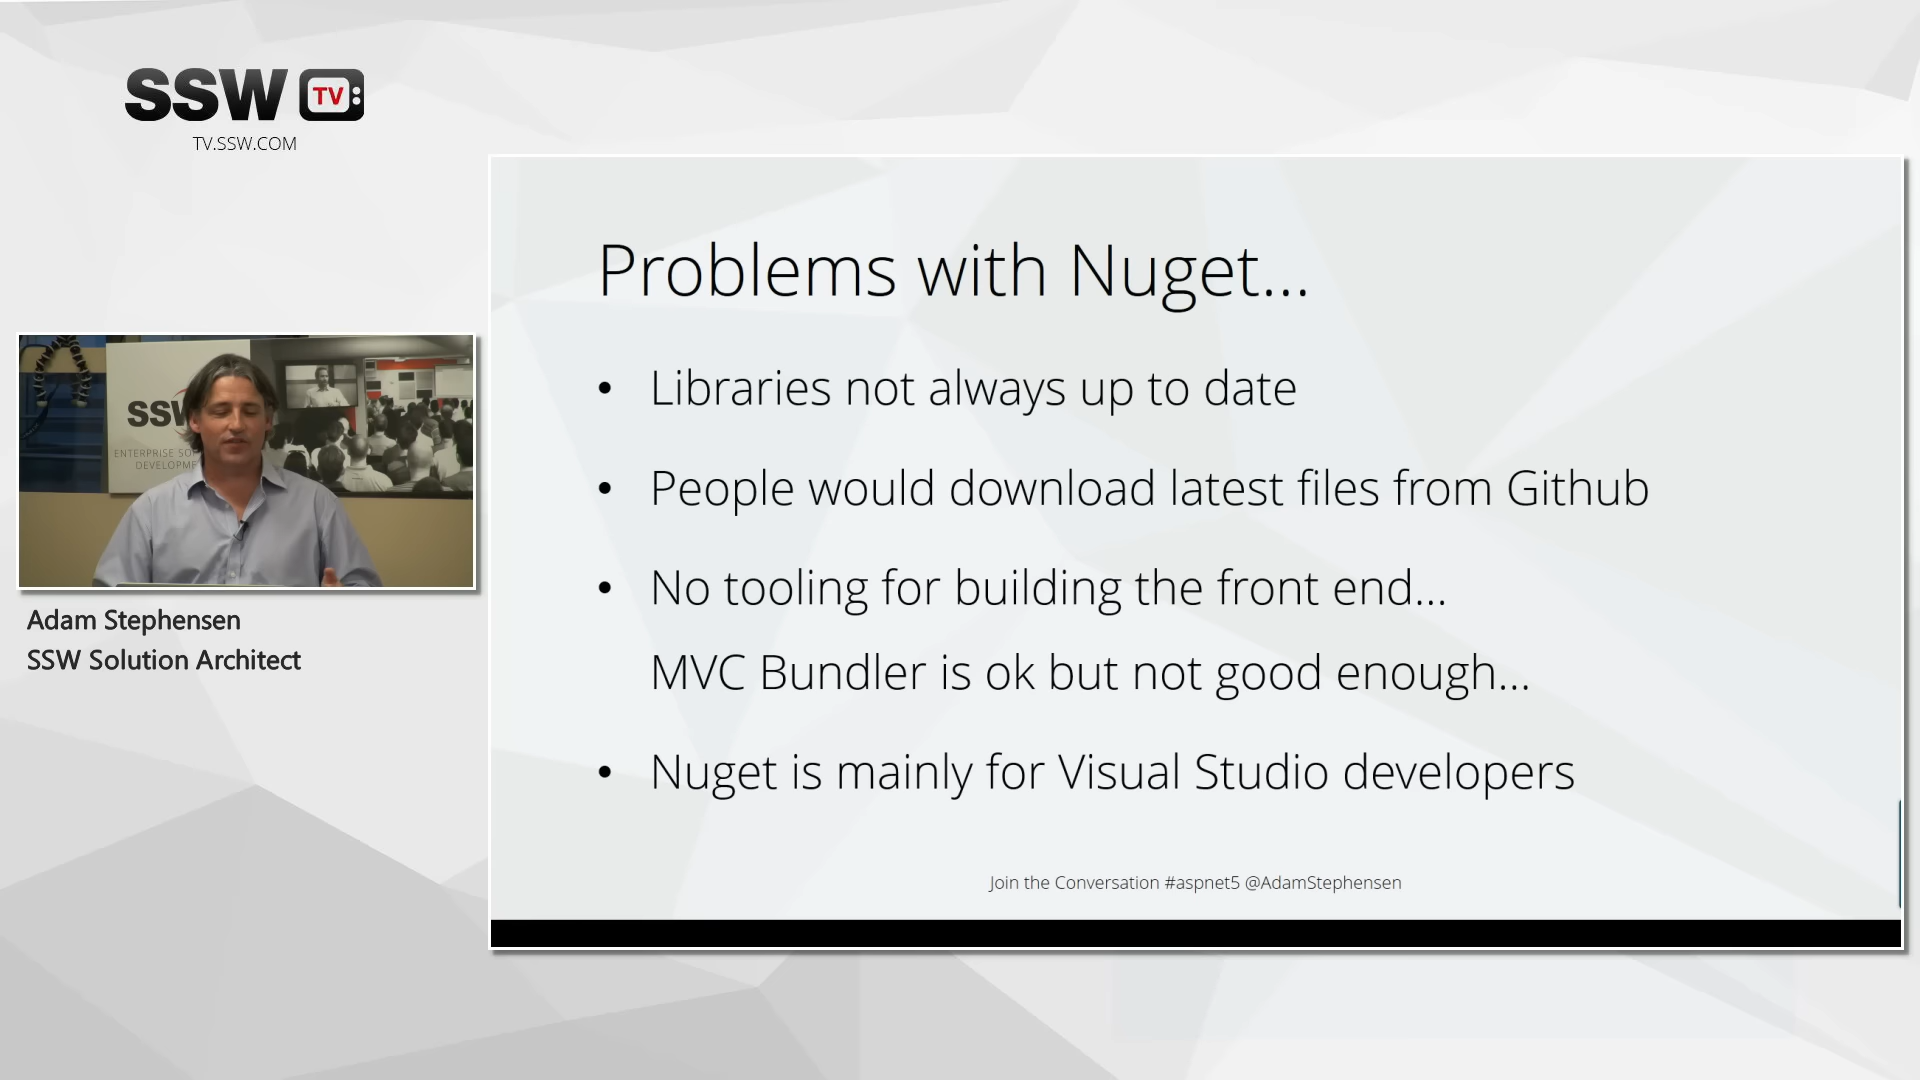 SSW TV
TV.SSW.COM
Problems with Nuget...
• Libraries not always up to date
• People would download latest files from Github
• No tooling for building the front end...
MVC Bundler is ok but not good enough...
• Nuget is mainly for Visual Studio developers
Join the Conversation #aspnet5 @AdamStephensen
SSW
ENTERPRISE
Adam Stephensen
SSW Solution Architect